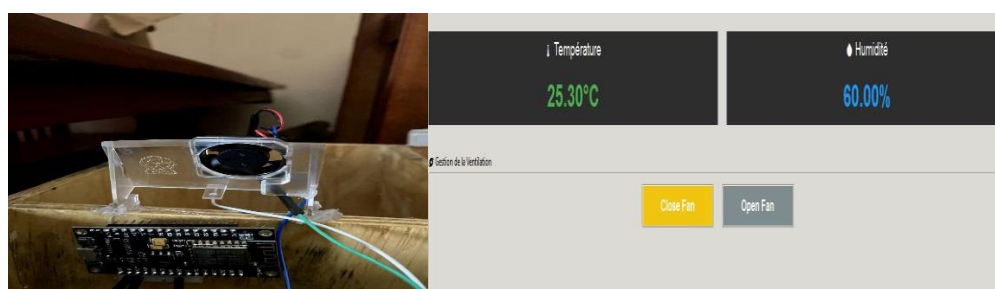 Température
Humidité
25.30°C
60.00%
Gestion de la Ventilation
Close Fan
Open Fan